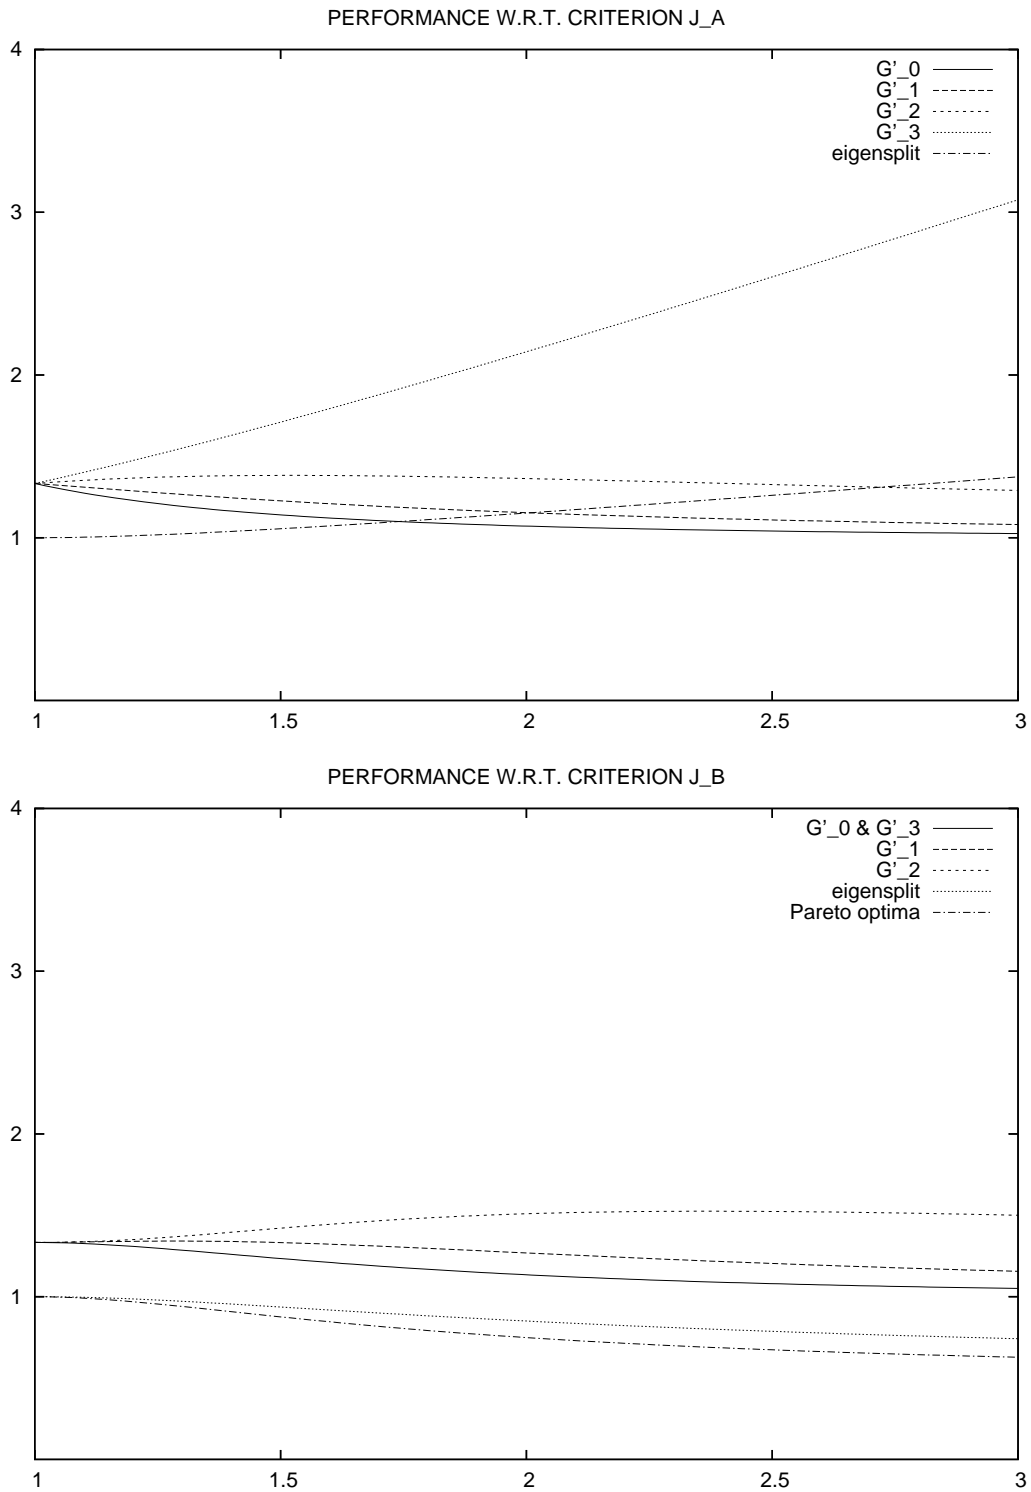 PERFORMANCE W.R.T. CRITERION J_A
4
G'_0
G'_1
G'_2
G'_3
eigensplit
3
2
1
1 1.5 2 2.5 3
PERFORMANCE W.R.T. CRITERION J_B
4
G'_0 & G'_3
G'_1
G'_2
eigensplit
Pareto optima
3
2
1
1 1.5 2 2.5 3